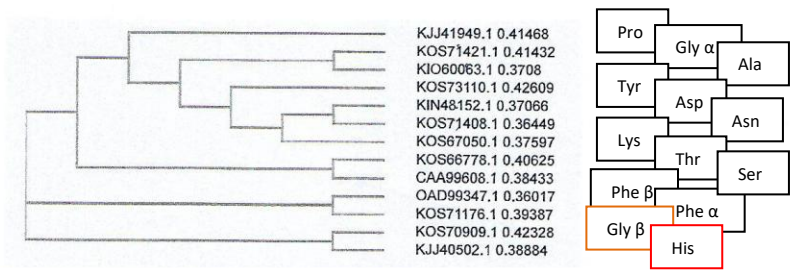 KJJ41949.1 0.41468
KOS71421.1 0.41432
KIO60063.1 0.3708
KOS73110.1 0.42609
KIN48152.1 0.37066
KOS71408.1 0.36449
KOS67050.1 0.37597
KOS66778.1 0.40625
CAA99608.1 0.38433
OAD99347.1 0.36017
KOS71176.1 0.39387
KOS70909.1 0.42328
KJJ40502.1 0.38884
Pro
Gly α
Ala
Tyr
Asp
Asn
Lys
Thr
Ser
Phe β
Phe α
Gly β
His